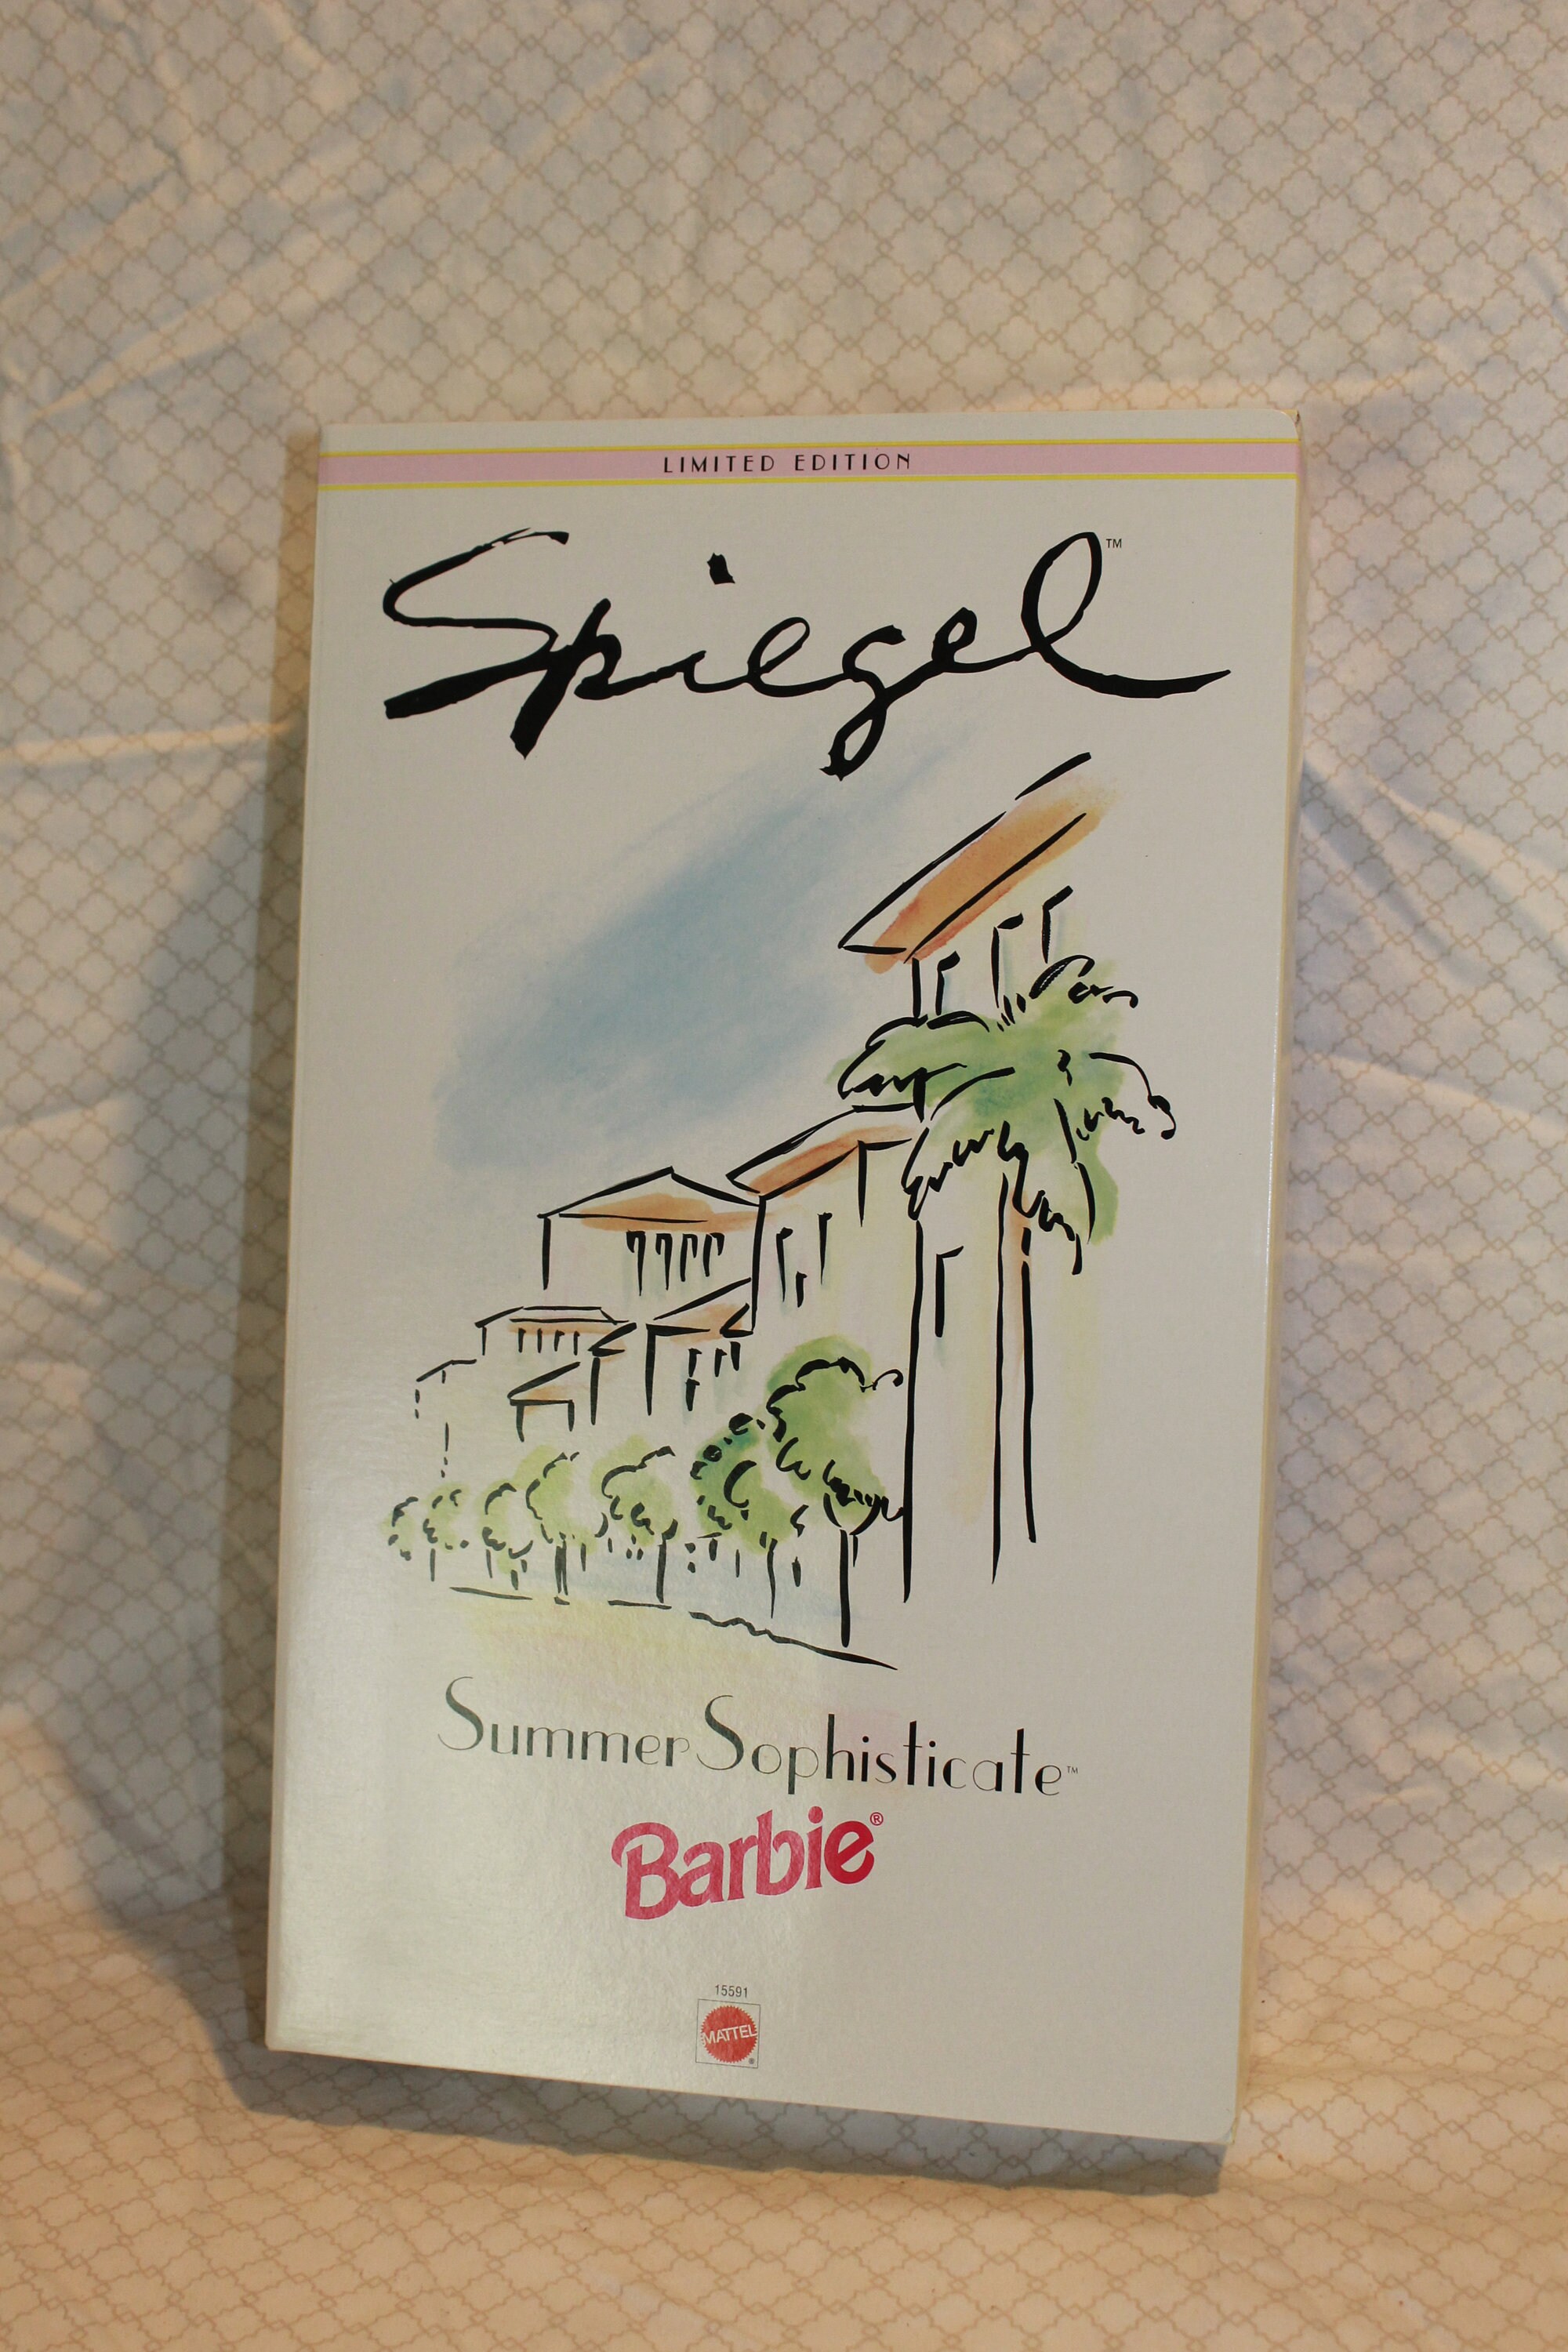 LIMITED EDITION
Spiegel™
Summer Sophisticate™
Barbie®
15591
MATTEL®